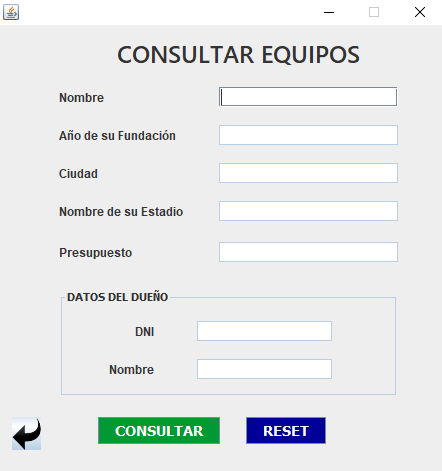 CONSULTAR EQUIPOS
Nombre
Año de su Fundación
Ciudad
Nombre de su Estadio
Presupuesto
DATOS DEL DUEÑO
DNI
Nombre
CONSULTAR
RESET